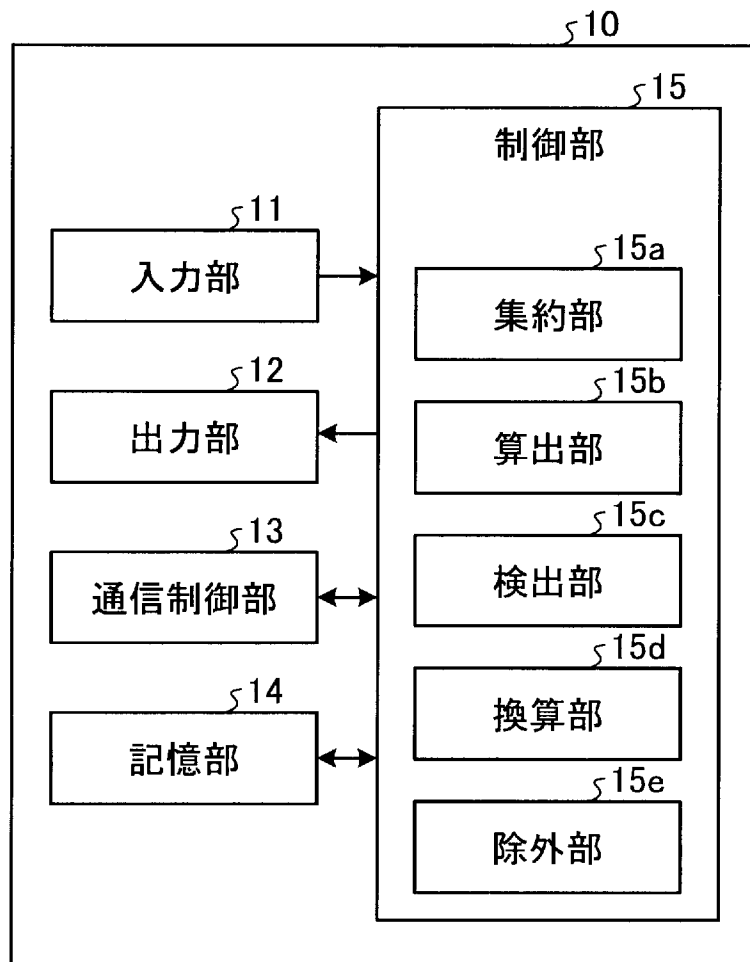 10
15
制御部
11
入力部
12
出力部
13
通信制御部
14
記憶部
15a
集約部
15b
算出部
15c
検出部
15d
換算部
15e
除外部